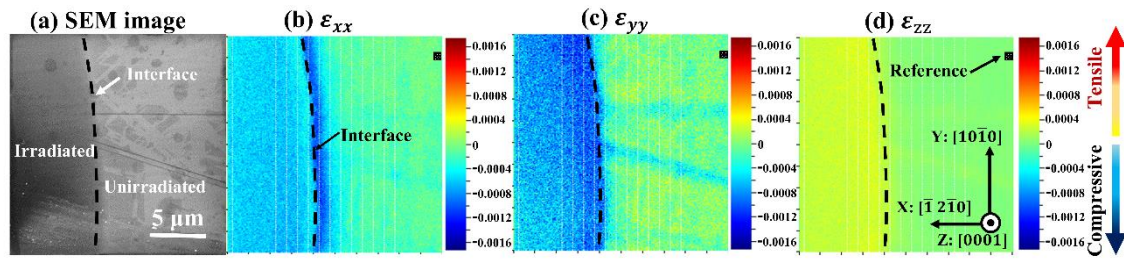 (a) SEM image
Interface
Irradiated
Unirradiated
5 μm
(b) εxx
Interface
0.0016
0.0012
0.0008
0.0004
0
−0.0004
−0.0006
−0.0012
−0.0016
(c) εyy
0.0016
0.0012
0.0008
0.0004
0
−0.0004
−0.0008
−0.0012
−0.0016
(d) εzz
Reference
Y: [101̄0]
X: [1̄ 21̄0]
Z: [0001]
0.0016
0.0012
0.0008
0.0004
0
−0.0004
−0.0008
−0.0012
−0.0016
Tensile
Compressive